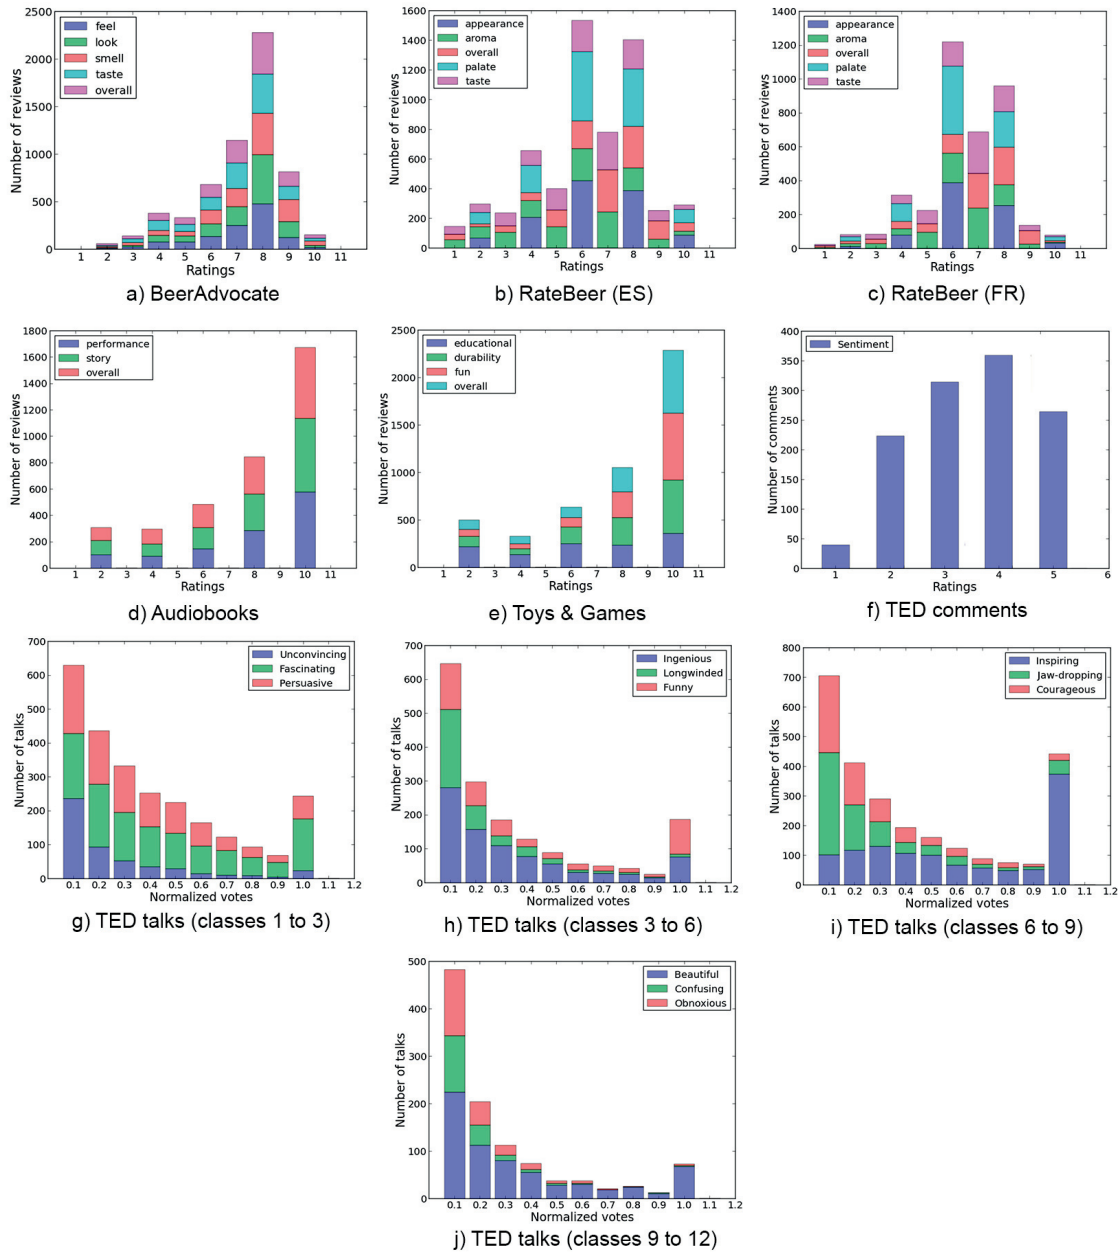 2500
2000
1500
1000
500
0
Number of reviews
feel
look
smell
taste
overall
1 2 3 4 5 6 7 8 9 10 11
Ratings
a) BeerAdvocate
1600
1400
1200
1000
800
600
400
200
0
Number of reviews
appearance
aroma
overall
palate
taste
1 2 3 4 5 6 7 8 9 10 11
Ratings
b) RateBeer (ES)
1400
1200
1000
800
600
400
200
0
Number of reviews
appearance
aroma
overall
palate
taste
1 2 3 4 5 6 7 8 9 10 11
Ratings
c) RateBeer (FR)
1800
1600
1400
1200
1000
800
600
400
200
0
Number of reviews
performance
story
overall
1 2 3 4 5 6 7 8 9 10 11
Ratings
d) Audiobooks
2500
2000
1500
1000
500
0
Number of reviews
educational
durability
fun
overall
1 2 3 4 5 6 7 8 9 10 11
Ratings
e) Toys & Games
400
350
300
250
200
150
100
50
0
Number of comments
Sentiment
1 2 3 4 5 6
Ratings
f) TED comments
700
600
500
400
300
200
100
0
Number of talks
Unconvincing
Fascinating
Persuasive
0.1 0.2 0.3 0.4 0.5 0.6 0.7 0.8 0.9 1.0 1.1 1.2
Normalized votes
g) TED talks (classes 1 to 3)
700
600
500
400
300
200
100
0
Number of talks
Ingenious
Longwinded
Funny
0.1 0.2 0.3 0.4 0.5 0.6 0.7 0.8 0.9 1.0 1.1 1.2
Normalized votes
h) TED talks (classes 3 to 6)
800
700
600
500
400
300
200
100
0
Number of talks
Inspiring
Jaw-dropping
Courageous
0.1 0.2 0.3 0.4 0.5 0.6 0.7 0.8 0.9 1.0 1.1 1.2
Normalized votes
i) TED talks (classes 6 to 9)
500
400
300
200
100
0
Number of talks
Beautiful
Confusing
Obnoxious
0.1 0.2 0.3 0.4 0.5 0.6 0.7 0.8 0.9 1.0 1.1 1.2
Normalized votes
j) TED talks (classes 9 to 12)